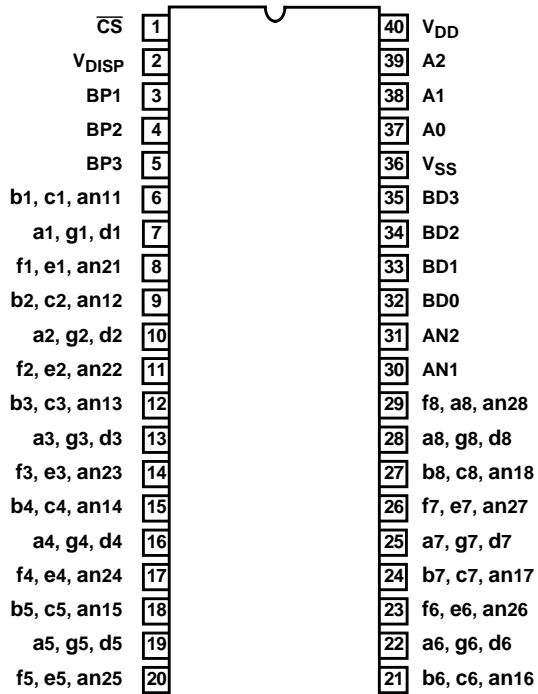 CS 1 40 VDD
VDISP 2 39 A2
BP1 3 38 A1
BP2 4 37 A0
BP3 5 36 VSS
b1, c1, an11 6 35 BD3
a1, g1, d1 7 34 BD2
f1, e1, an21 8 33 BD1
b2, c2, an12 9 32 BD0
a2, g2, d2 10 31 AN2
f2, e2, an22 11 30 AN1
b3, c3, an13 12 29 f8, a8, an28
a3, g3, d3 13 28 a8, g8, d8
f3, e3, an23 14 27 b8, c8, an18
b4, c4, an14 15 26 f7, e7, an27
a4, g4, d4 16 25 a7, g7, d7
f4, e4, an24 17 24 b7, c7, an17
b5, c5, an15 18 23 f6, e6, an26
a5, g5, d5 19 22 a6, g6, d6
f5, e5, an25 20 21 b6, c6, an16